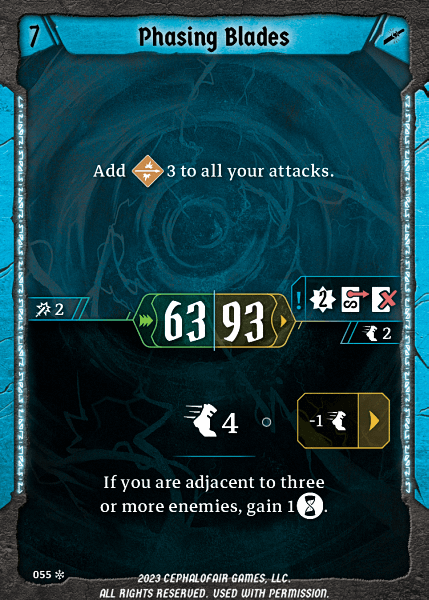 7
Phasing Blades
Add 3 to all your attacks.
2
63 93
! 2 S S
2
4
-1
If you are adjacent to three
or more enemies, gain 1.
055
2023 CEPHALOFAIR GAMES, LLC.
ALL RIGHTS RESERVED. USED WITH PERMISSION.